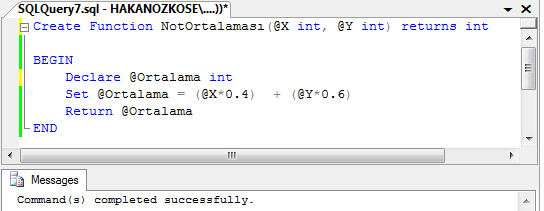 SQLQuery7.sql - HAKANOZKOSE\....))*
Create Function NotOrtalaması(@X int, @Y int) returns int
BEGIN
Declare @Ortalama int
Set @Ortalama = (@X*0.4) + (@Y*0.6)
Return @Ortalama
END
Messages
Command(s) completed successfully.